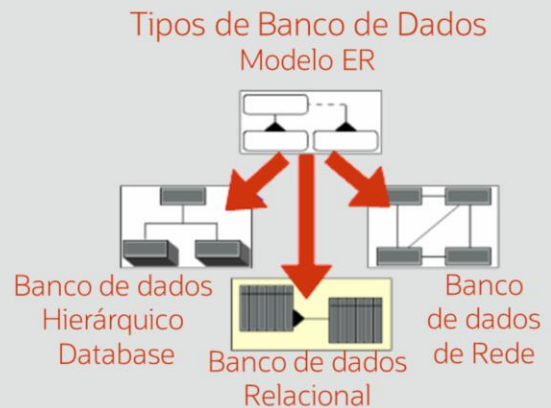 Tipos de Banco de Dados
Modelo ER
Banco de dados
Hierárquico
Database
Banco de dados
Relacional
Banco
de dados
de Rede